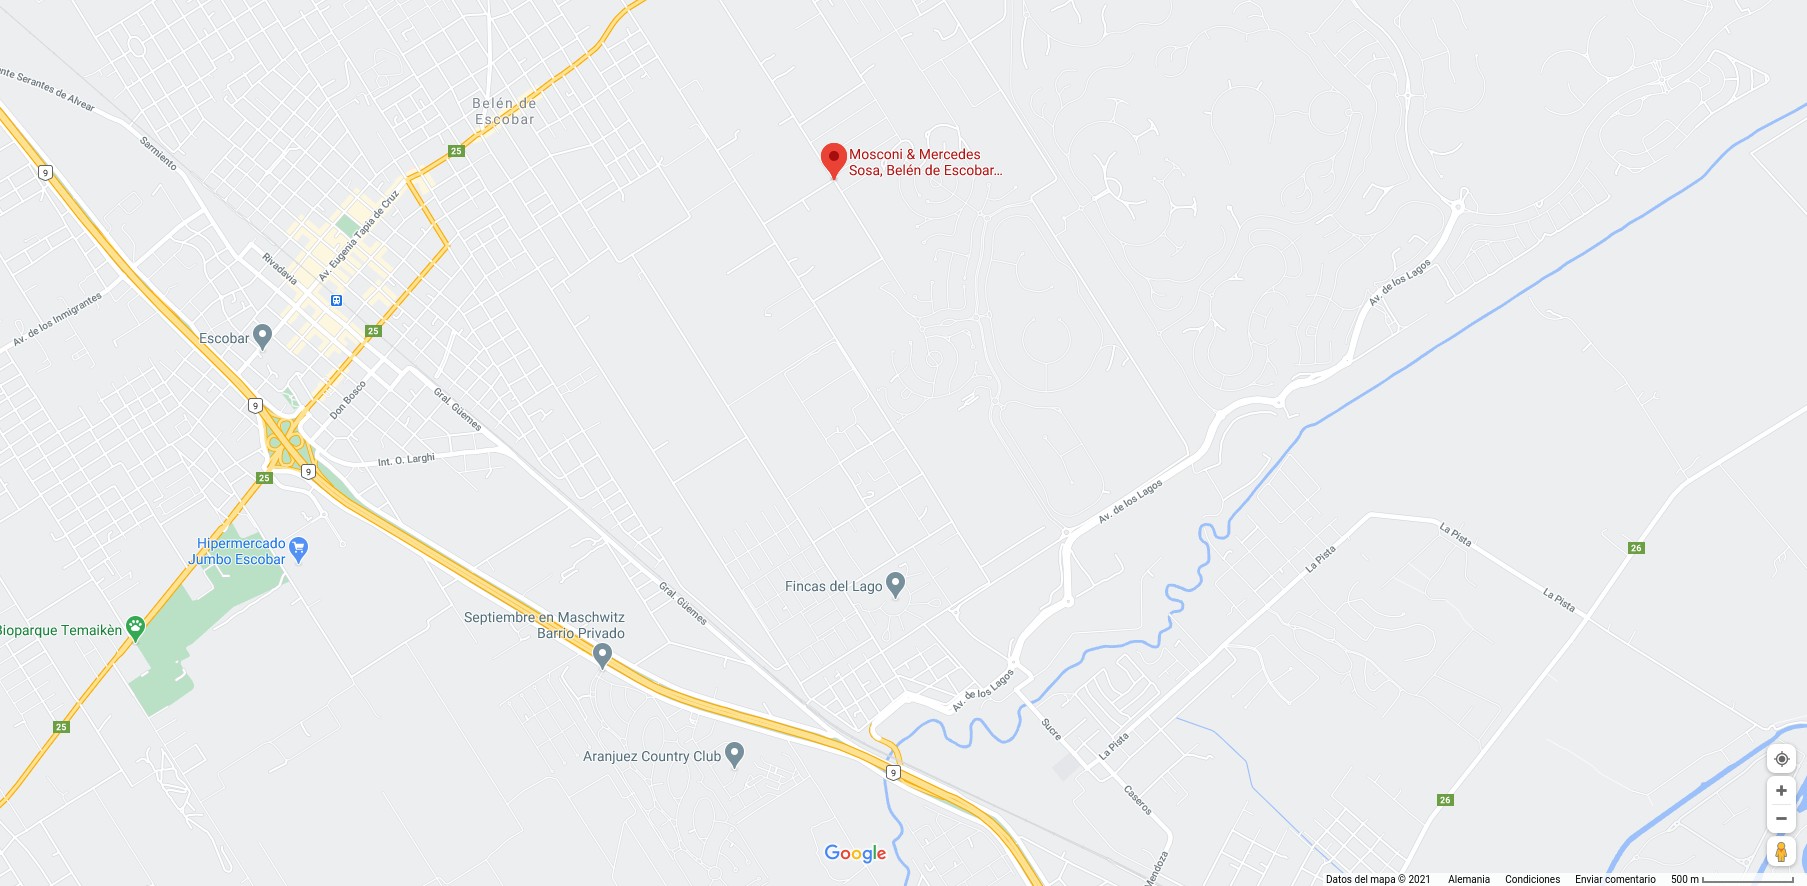 nte Serantes de Alvear
Belén de
Escobar
25
Sarmiento
Mosconi & Mercedes
Sosa, Belén de Escobar...
9
Av. Eugenia Tapia de Cruz
Rivadavia
Av. de los Lagos
Av. de los Inmigrantes
Escobar
25
Don Bosco
Gral. Güemes
9
Int. O. Larghi
9
25
Av. de los Lagos
La Pista
La Pista
26
Hipermercado
Jumbo Escobar
Fincas del Lago
Gral. Güemes
La Pista
Septiembre en Maschwitz
Barrio Privado
Bioparque Temaikèn
Av. de los Lagos
Sucre
25
La Pista
Aranjuez Country Club
9
Caseros
26
Google
Mendoza
Datos del mapa © 2021 Alemania Condiciones Enviar comentario 500 m